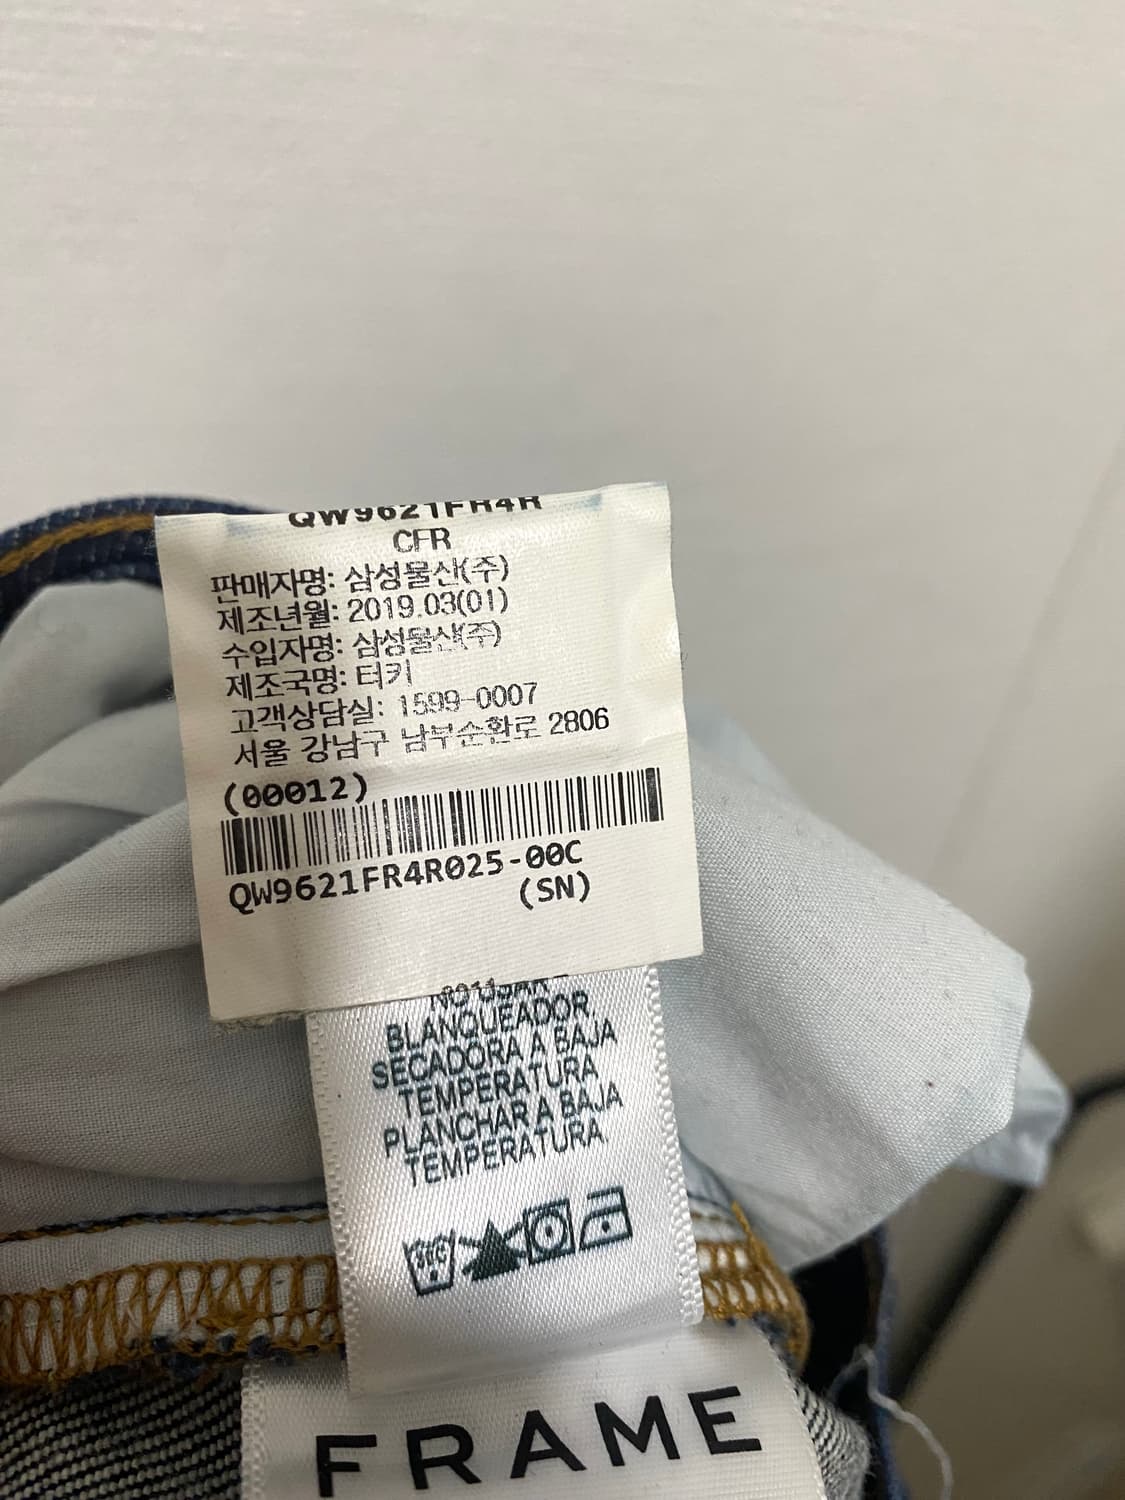 QW9621FR4R
CFR
판매자명: 삼성물산(주)
제조년월: 2019.03(01)
수입자명: 삼성물산(주)
제조국명: 터키
고객상담실: 1599-0007
서울 강남구 남부순환로 2806
(00012)
QW9621FR4R025-00C
(SN)
NO USAR
BLANQUEADOR
SECADORA A BAJA
TEMPERATURA
PLANCHAR A BAJA
TEMPERATURA
FRAME